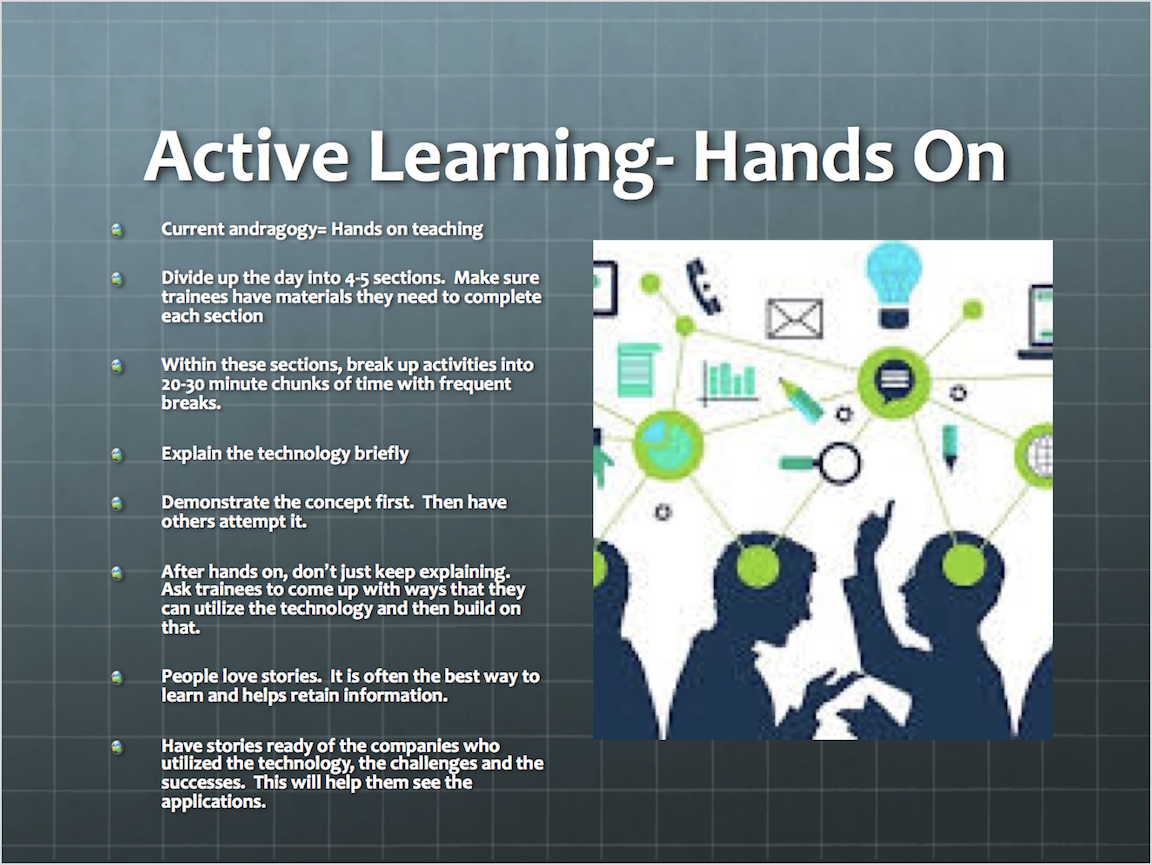 Active Learning- Hands On
Current andragogy= Hands on teaching
Divide up the day into 4-5 sections.  Make sure
trainees have materials they need to complete
each section
Within these sections, break up activities into
20-30 minute chunks of time with frequent
breaks.
Explain the technology briefly
Demonstrate the concept first.  Then have
others attempt it.
After hands on, don’t just keep explaining.
Ask trainees to come up with ways that they
can utilize the technology and then build on
that.
People love stories.  It is often the best way to
learn and helps retain information.
Have stories ready of the companies who
utilized the technology, the challenges and the
successes.  This will help them see the
applications.